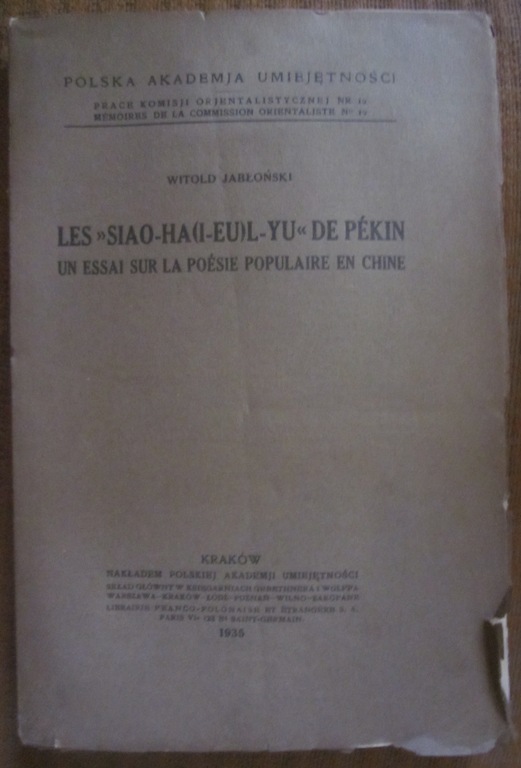 POLSKA AKADEMJA UMIEJĘTNOŚCI
PRACE KOMISJI ORJENTALISTYCZNEJ NR
MÉMOIRES DE LA COMMISSION ORIENTALISTE No
WITOLD JABŁOŃSKI
LES »SIAO-HA(I-EU)L-YU« DE PÉKIN
UN ESSAI SUR LA POÉSIE POPULAIRE EN CHINE
KRAKÓW
NAKŁADEM POLSKIEJ AKADEMJI UMIEJĘTNOŚCI
SKŁAD GŁÓWNY W KSIĘGARNIACH GEBETHNERA I WOLFFA
WARSZAWA–KRAKÓW–ŁÓDŹ–POZNAŃ–WILNO–ZAKOPANE
LIBRAIRIE FRANCO-POLONAISE ET ÉTRANGÈRE S. A.
PARIS VIe 123 Bd SAINT-GERMAIN.
1935